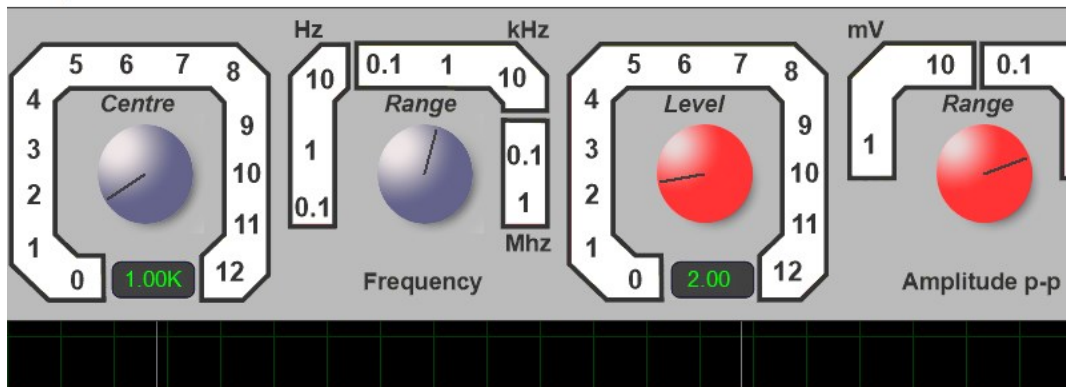 Hz kHz mV
5 6 7 8 10 0.1 1 10 5 6 7 8 10 0.1
4 Centre Range 4 Level Range
3 9 1 0.1 3 9 1
2 10 0.1 1 2 10
1 11 Mhz 1 11
0 1.00K 12 Frequency 0 2.00 12 Amplitude p-p